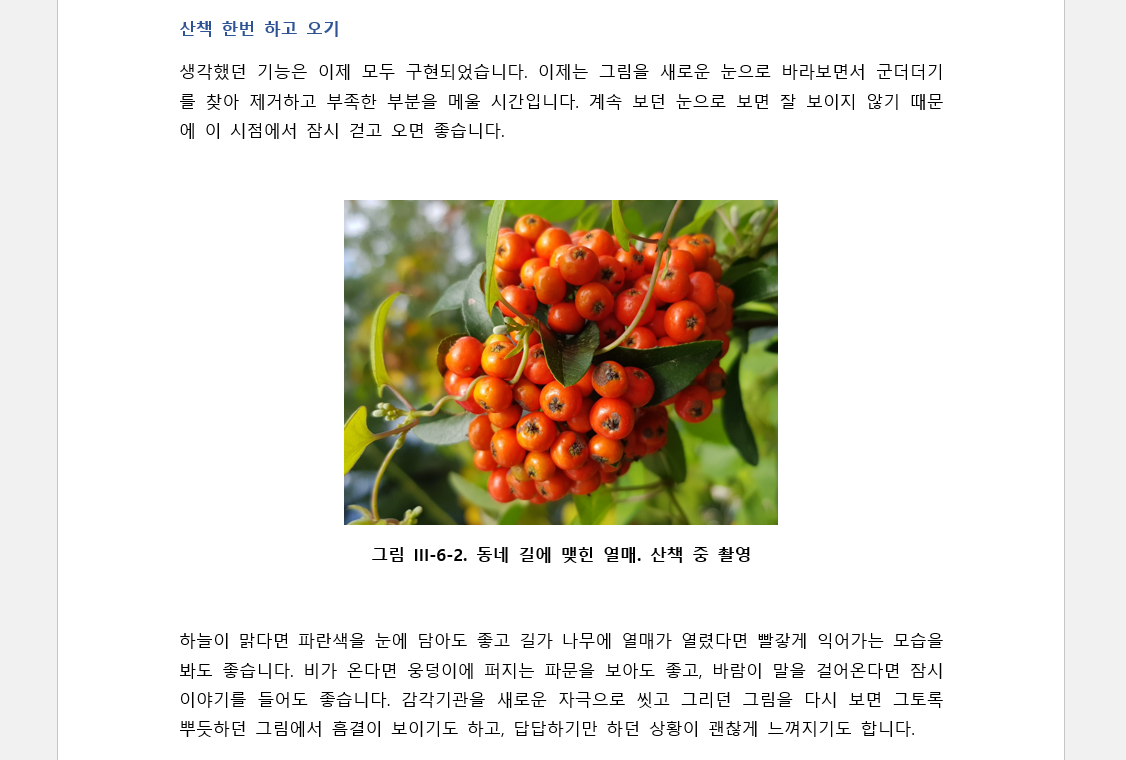 산책 한번 하고 오기
생각했던 기능은 이제 모두 구현되었습니다. 이제는 그림을 새로운 눈으로 바라보면서 군더더기
를 찾아 제거하고 부족한 부분을 메울 시간입니다. 계속 보던 눈으로 보면 잘 보이지 않기 때문
에 이 시점에서 잠시 걷고 오면 좋습니다.
그림 III-6-2. 동네 길에 맺힌 열매. 산책 중 촬영
하늘이 맑다면 파란색을 눈에 담아도 좋고 길가 나무에 열매가 열렸다면 빨갛게 익어가는 모습을
봐도 좋습니다. 비가 온다면 웅덩이에 퍼지는 파문을 보아도 좋고, 바람이 말을 걸어온다면 잠시
이야기를 들어도 좋습니다. 감각기관을 새로운 자극으로 씻고 그리던 그림을 다시 보면 그토록
뿌듯하던 그림에서 흠결이 보이기도 하고, 답답하기만 하던 상황이 괜찮게 느껴지기도 합니다.